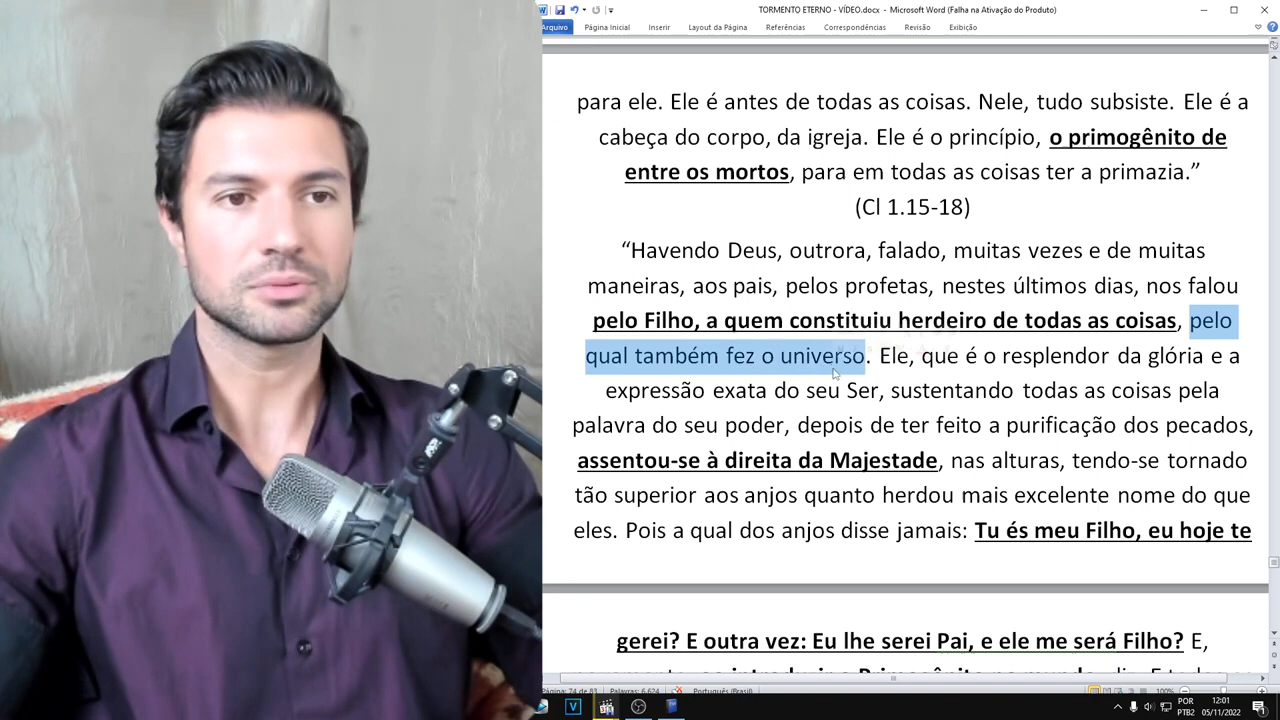 TORMENTO ETERNO - VÍDEO.docx - Microsoft Word (Falha na Ativação do Produto)
Arquivo Página Inicial Inserir Layout da Página Referências Correspondências Revisão Exibição
para ele. Ele é antes de todas as coisas. Nele, tudo subsiste. Ele é a
cabeça do corpo, da igreja. Ele é o princípio, o primogênito de
entre os mortos, para em todas as coisas ter a primazia.”
(Cl 1.15-18)
“Havendo Deus, outrora, falado, muitas vezes e de muitas
maneiras, aos pais, pelos profetas, nestes últimos dias, nos falou
pelo Filho, a quem constituiu herdeiro de todas as coisas, pelo
qual também fez o universo. Ele, que é o resplendor da glória e a
expressão exata do seu Ser, sustentando todas as coisas pela
palavra do seu poder, depois de ter feito a purificação dos pecados,
assentou-se à direita da Majestade, nas alturas, tendo-se tornado
tão superior aos anjos quanto herdou mais excelente nome do que
eles. Pois a qual dos anjos disse jamais: Tu és meu Filho, eu hoje te
gerei? E outra vez: Eu lhe serei Pai, e ele me será Filho? E,
Página: 74 de 83 Palavras: 6.624 Português (Brasil) 100%
POR 12:01
PTB2 05/11/2022